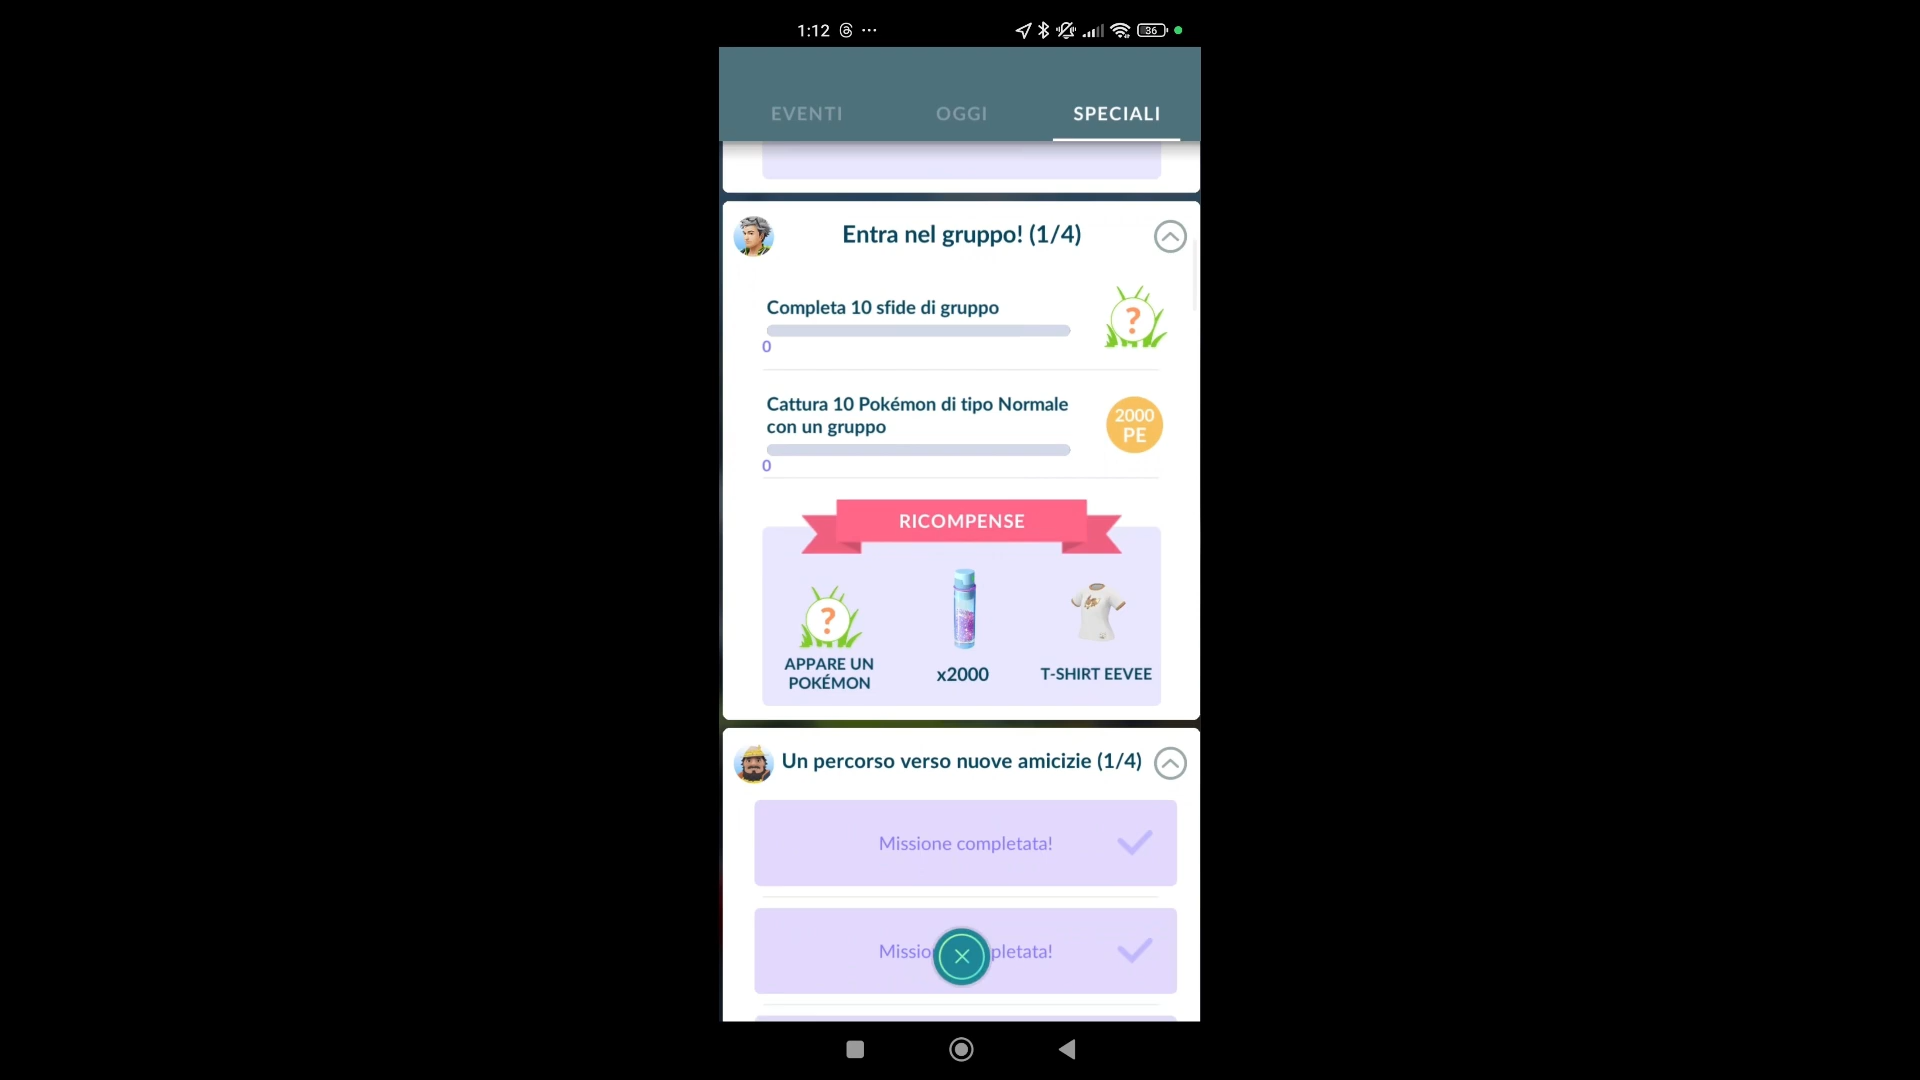 1:12
36
EVENTI
OGGI
SPECIALI
Entra nel gruppo! (1/4)
Completa 10 sfide di gruppo
0
?
Cattura 10 Pokémon di tipo Normale
con un gruppo
0
2000
PE
RICOMPENSE
?
APPARE UN
POKÉMON
x2000
T-SHIRT EEVEE
Un percorso verso nuove amicizie (1/4)
Missione completata!
Missio pletata!